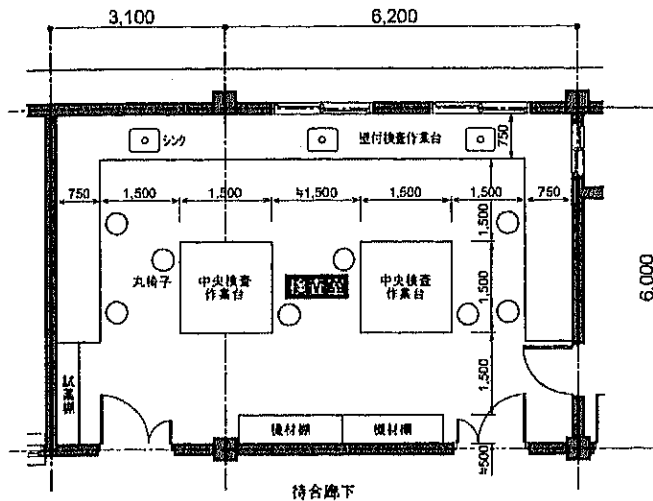 3,100
6,200
シンク
壁付検査作業台
750
750
1,500
1,500
≒1,500
1,500
1,500
750
1,500
丸椅子
中央検査
作業台
検査室
中央検査
作業台
1,500
6,000
試薬棚
1,500
機材棚
機材棚
≒500
待合廊下